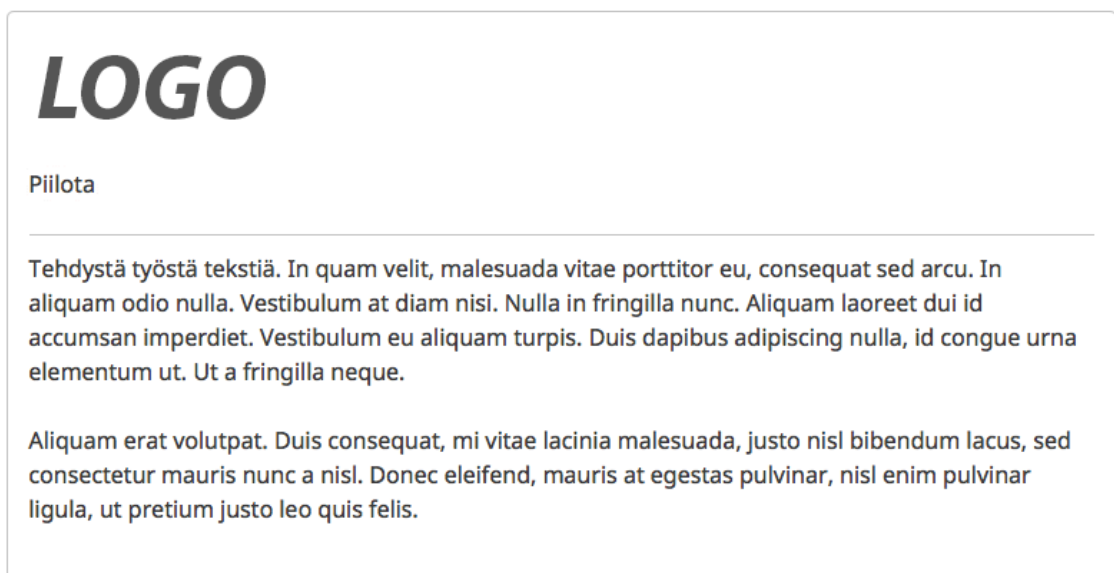 LOGO
Piilota
Tehdystä työstä tekstiä. In quam velit, malesuada vitae porttitor eu, consequat sed arcu. In
aliquam odio nulla. Vestibulum at diam nisi. Nulla in fringilla nunc. Aliquam laoreet dui id
accumsan imperdiet. Vestibulum eu aliquam turpis. Duis dapibus adipiscing nulla, id congue urna
elementum ut. Ut a fringilla neque.
Aliquam erat volutpat. Duis consequat, mi vitae lacinia malesuada, justo nisl bibendum lacus, sed
consectetur mauris nunc a nisl. Donec eleifend, mauris at egestas pulvinar, nisl enim pulvinar
ligula, ut pretium justo leo quis felis.